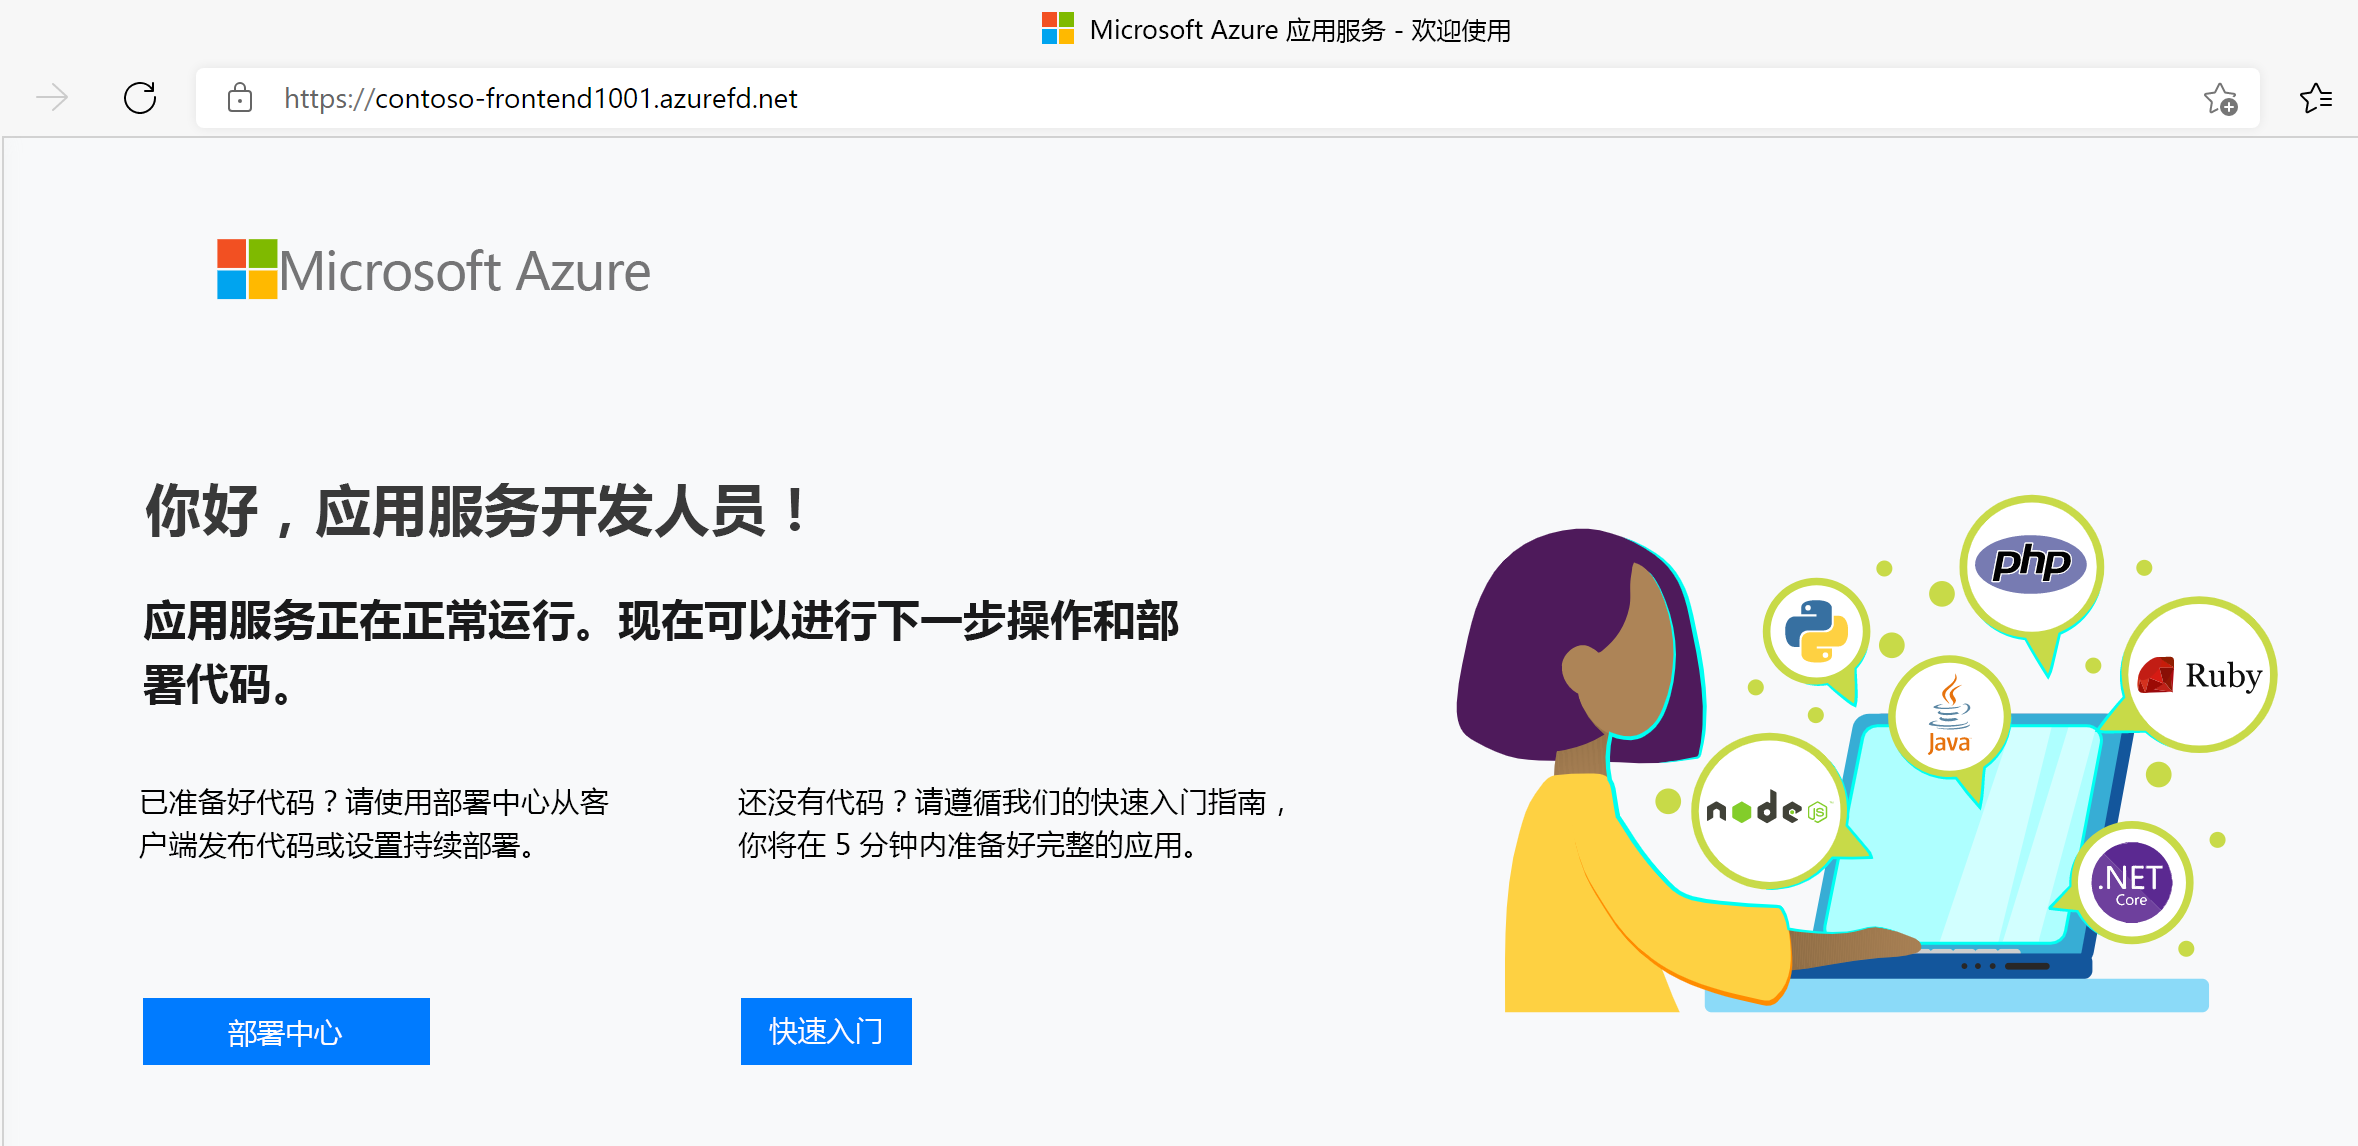 Microsoft Azure 应用服务 - 欢迎使用
https://contoso-frontend1001.azurefd.net
Microsoft Azure
你好，应用服务开发人员！
应用服务正在正常运行。现在可以进行下一步操作和部
署代码。
已准备好代码？请使用部署中心从客
户端发布代码或设置持续部署。
还没有代码？请遵循我们的快速入门指南，
你将在 5 分钟内准备好完整的应用。
部署中心
快速入门
php
Ruby
Java
node
JS
.NET
Core